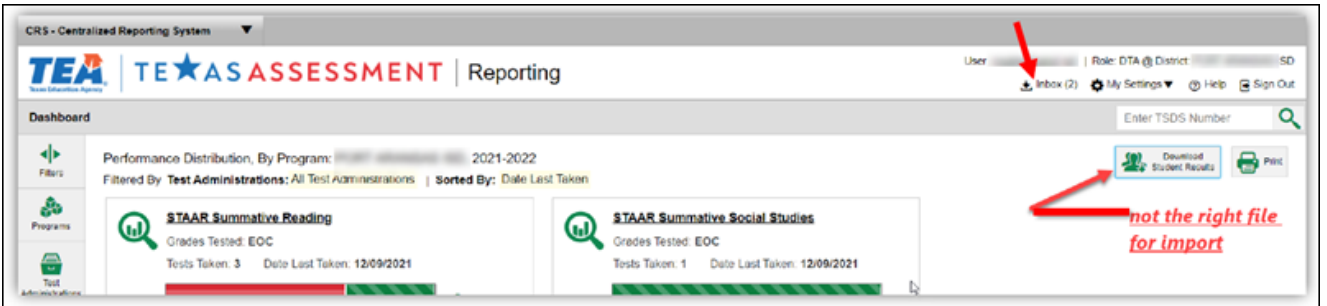 CRS - Centralized Reporting System ▼
TEA
Texas Education Agency
TEXAS ASSESSMENT | Reporting
User | Role: DTA @ District SD
Inbox (2) My Settings ▼ Help Sign Out
Dashboard
Enter TSDS Number
Filters
Performance Distribution, By Program: 2021-2022
Filtered By Test Administrations: All Test Administrations | Sorted By: Date Last Taken
Download
Student Results
Print
Programs
STAAR Summative Reading
Grades Tested: EOC
Tests Taken: 3 Date Last Taken: 12/09/2021
STAAR Summative Social Studies
Grades Tested: EOC
Tests Taken: 1 Date Last Taken: 12/09/2021
not the right file
for import
Test
Administrations